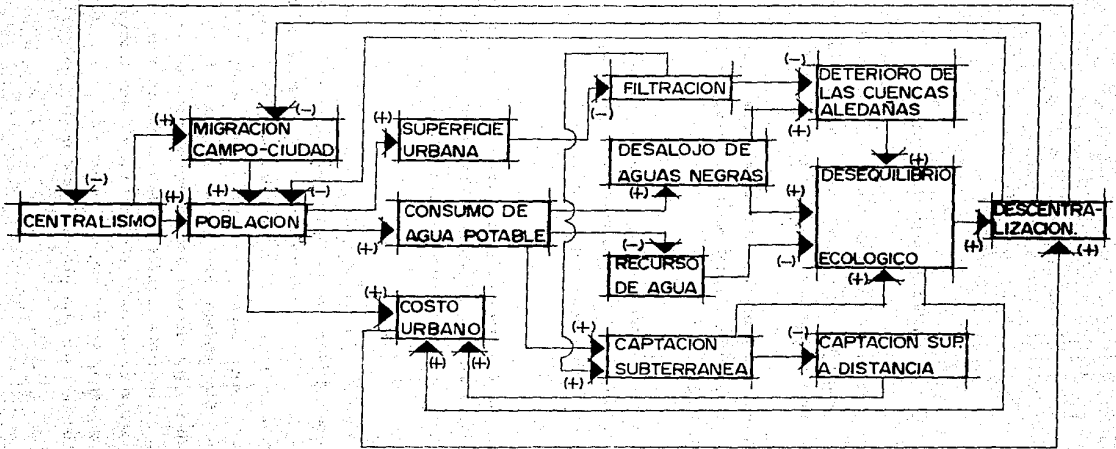 (-)
FILTRACION
(-)
(-)
DETERIORO DE
LAS CUENCAS
ALEDAÑAS
(+)
(+)
MIGRACION
CAMPO-CIUDAD
(-)
(+)
SUPERFICIE
URBANA
DESALOJO DE
AGUAS NEGRAS
(+)
(+)
DESEQUILIBRIO
ECOLOGICO
(+)
(-)
(+)
(-)
CENTRALISMO
(+)
(+)
(-)
POBLACION
CONSUMO DE
AGUA POTABLE
(+)
(-)
RECURSO
DE AGUA
(+)
DESCENTRA-
LIZACION.
(+)
(+)
COSTO
URBANO
(+)
(+)
(+)
(+)
CAPTACION
SUBTERRANEA
(-)
CAPTACION SUP.
A DISTANCIA